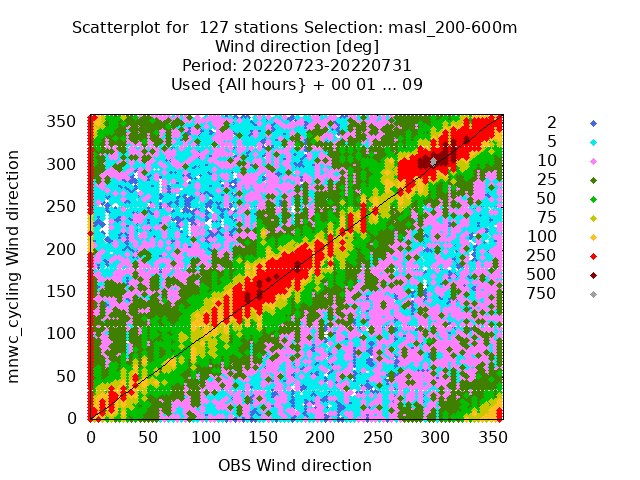 Scatterplot for  127 stations Selection: masl_200-600m
Wind direction [deg]
Period: 20220723-20220731
Used {All hours} + 00 01 ... 09
mnwc_cycling Wind direction
350
300
250
200
150
100
50
0
0 50 100 150 200 250 300 350
OBS Wind direction
2
5
10
25
50
75
100
250
500
750